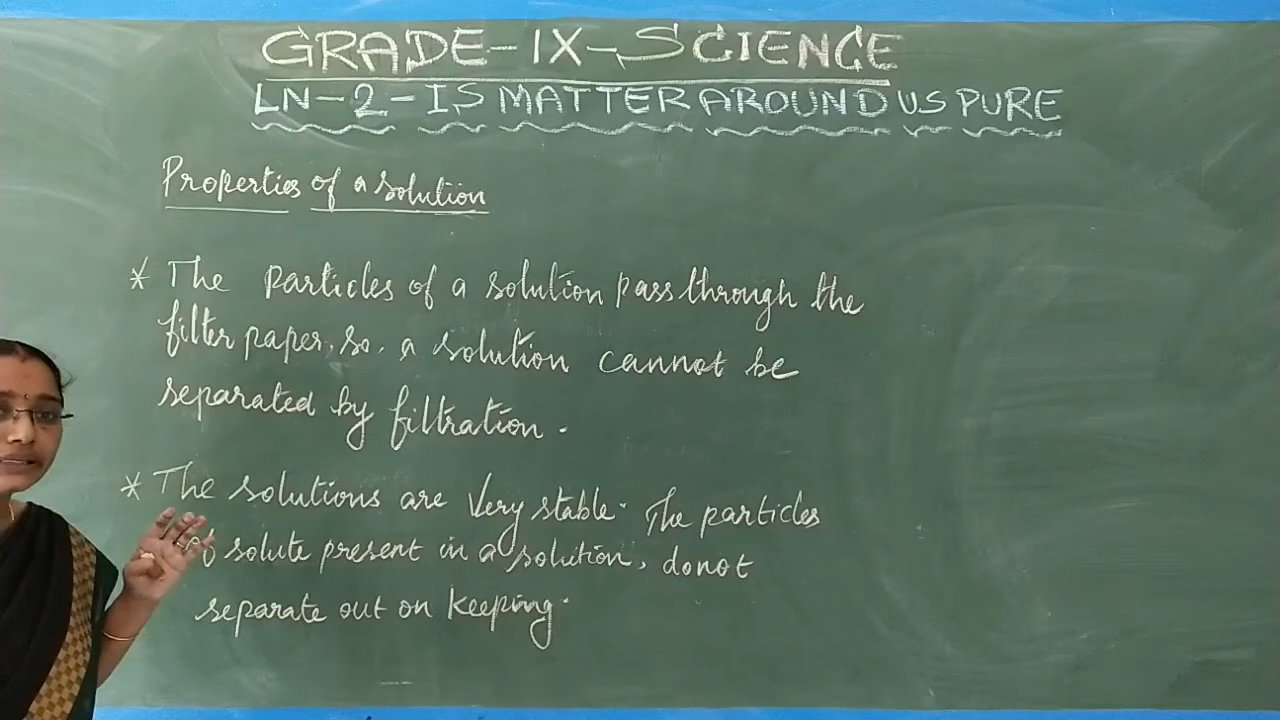 GRADE-IX-SCIENCE
LN-2-IS MATTER AROUND US PURE
Properties of a solution
* The particles of a solution pass through the
filter paper, so, a solution cannot be
separated by filtration.
* The solutions are very stable. The particles
of solute present in a solution, do not
separate out on keeping.